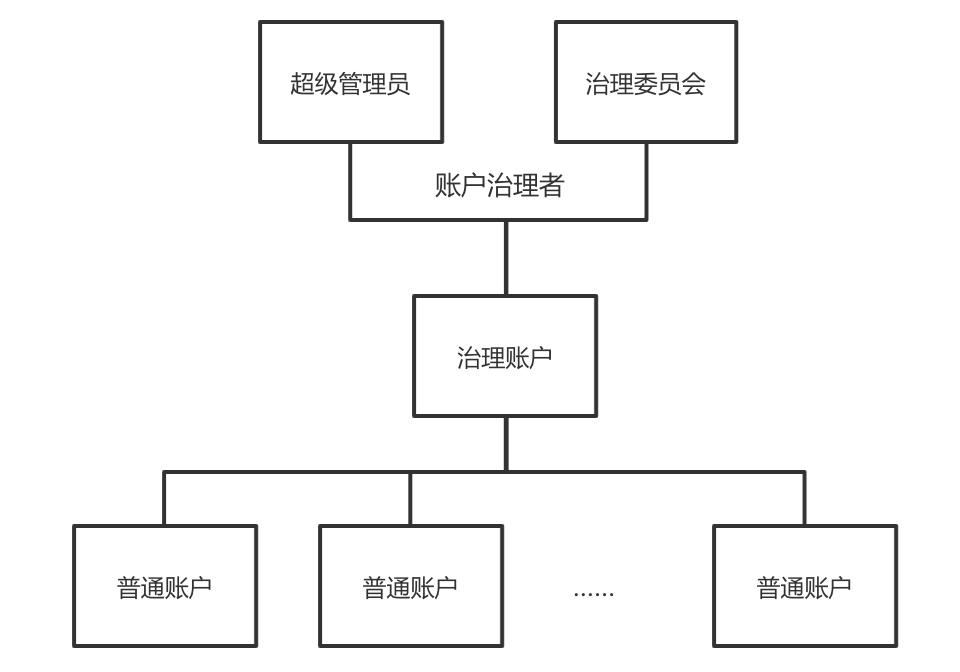 超级管理员
治理委员会
账户治理者
治理账户
普通账户
普通账户
......
普通账户